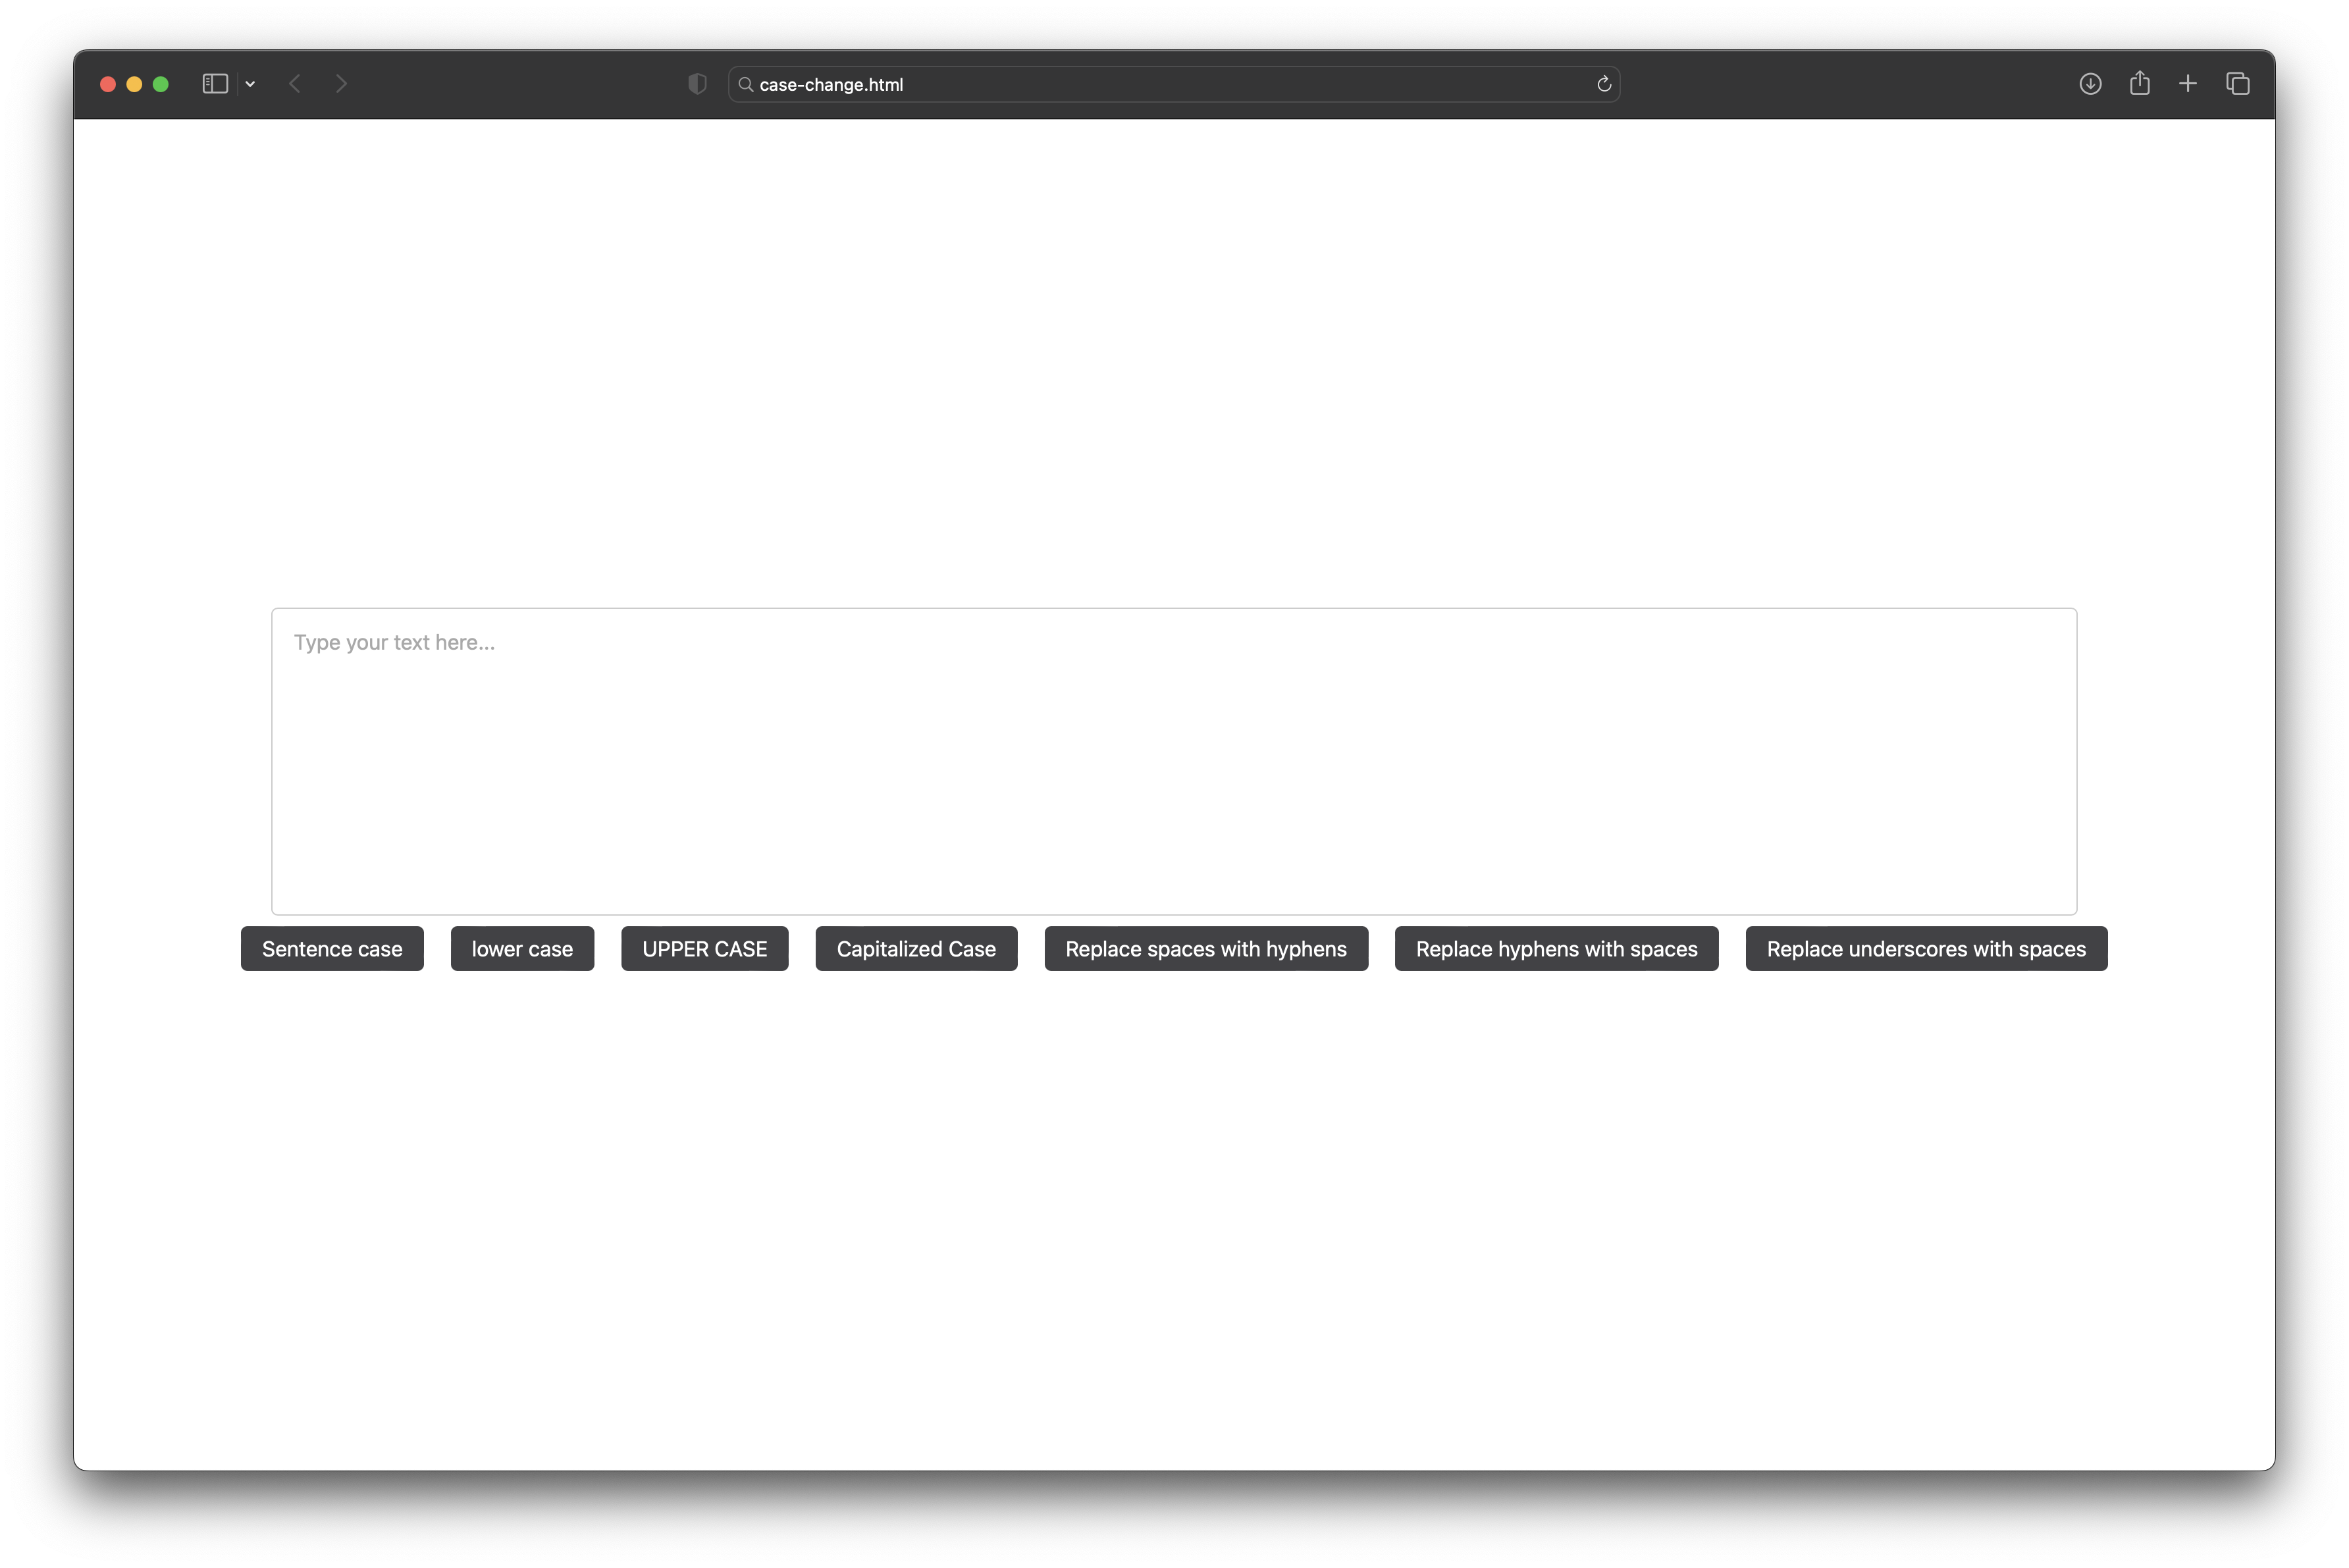 case-change.html
Type your text here...
Sentence case lower case UPPER CASE Capitalized Case Replace spaces with hyphens Replace hyphens with spaces Replace underscores with spaces